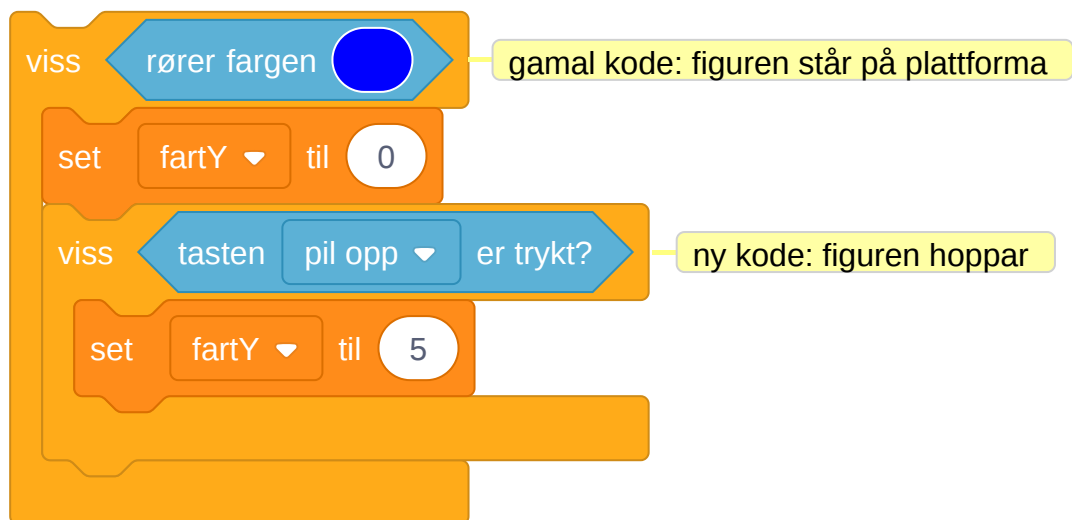 viss rører fargen gamal kode: figuren står på plattforma
set fartY til 0
viss tasten pil opp er trykt? ny kode: figuren hoppar
set fartY til 5